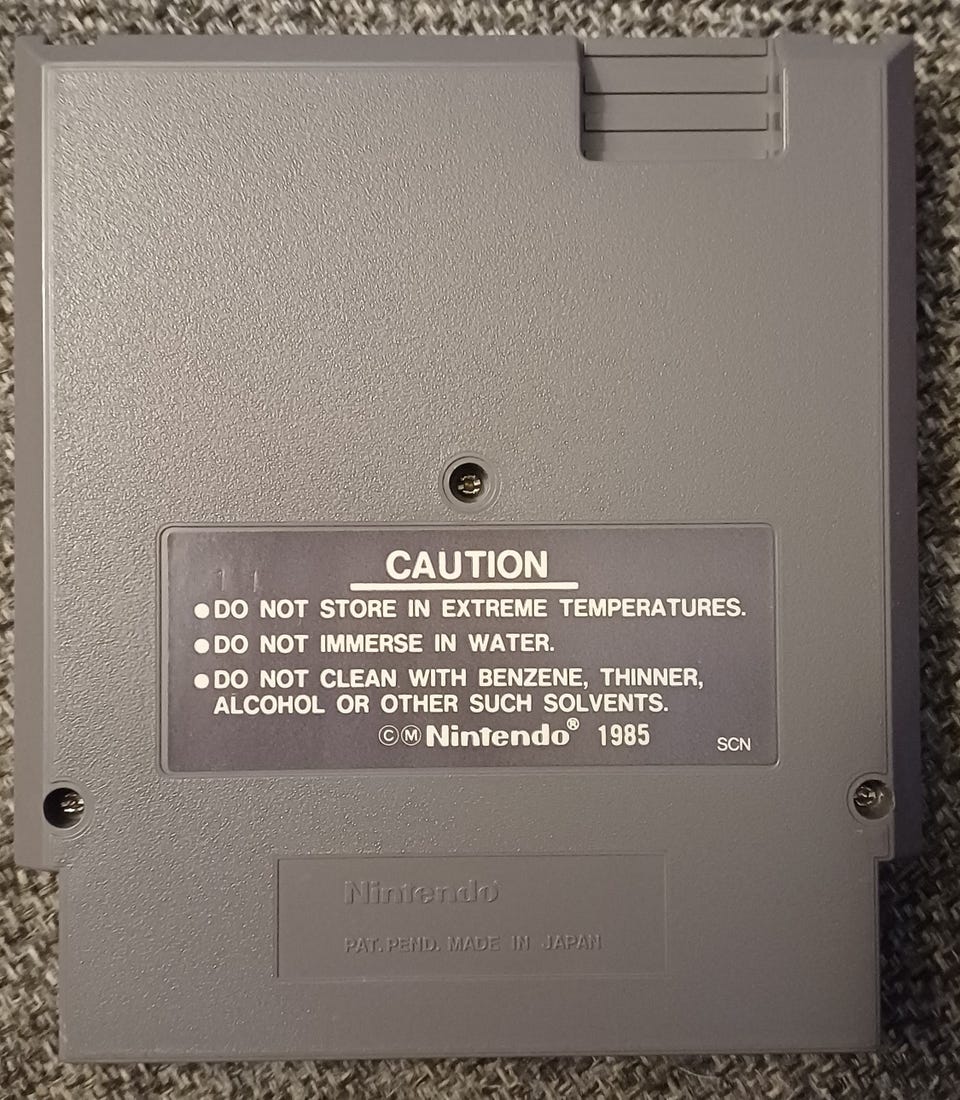 CAUTION
●DO NOT STORE IN EXTREME TEMPERATURES.
●DO NOT IMMERSE IN WATER.
●DO NOT CLEAN WITH BENZENE, THINNER,
ALCOHOL OR OTHER SUCH SOLVENTS.
©Ⓜ Nintendo® 1985
SCN
Nintendo
PAT. PEND. MADE IN JAPAN